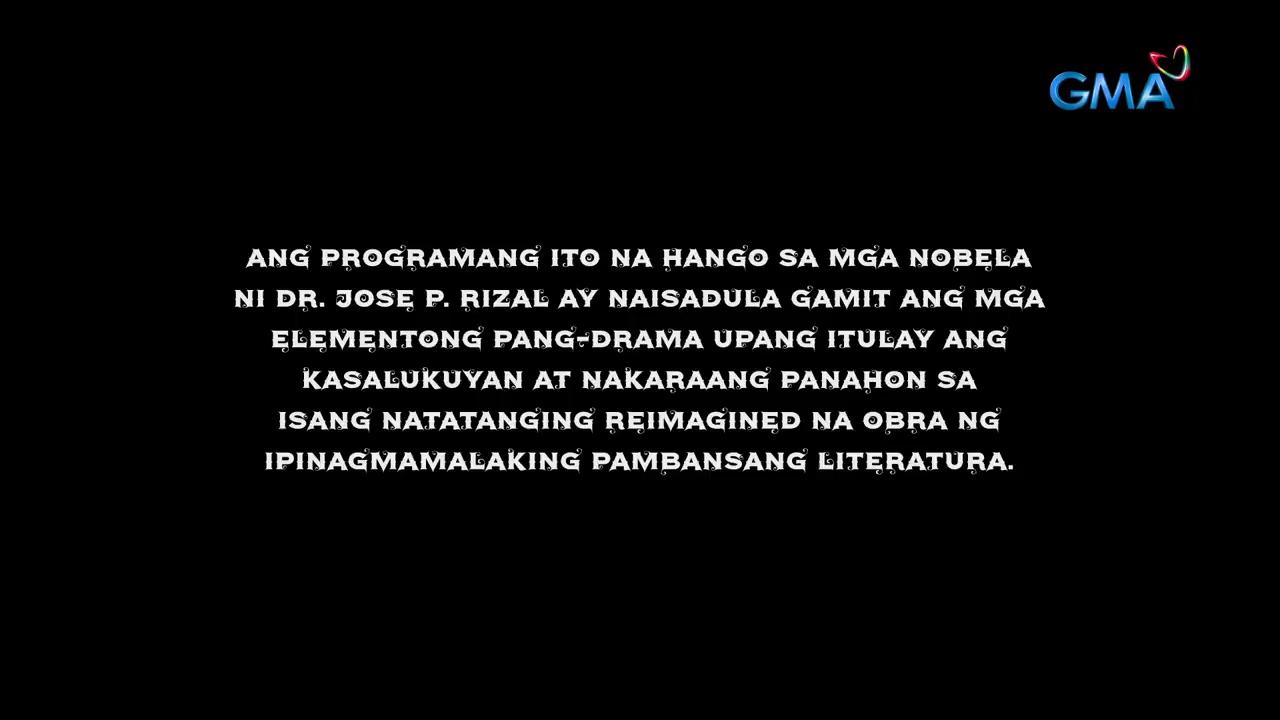 GMA
ANG PROGRAMANG ITO NA HANGO SA MGA NOBELA
NI DR. JOSE P. RIZAL AY NAISADULA GAMIT ANG MGA
ELEMENTONG PANG-DRAMA UPANG ITULAY ANG
KASALUKUYAN AT NAKARAANG PANAHON SA
ISANG NATATANGING REIMAGINED NA OBRA NG
IPINAGMAMALAKING PAMBANSANG LITERATURA.